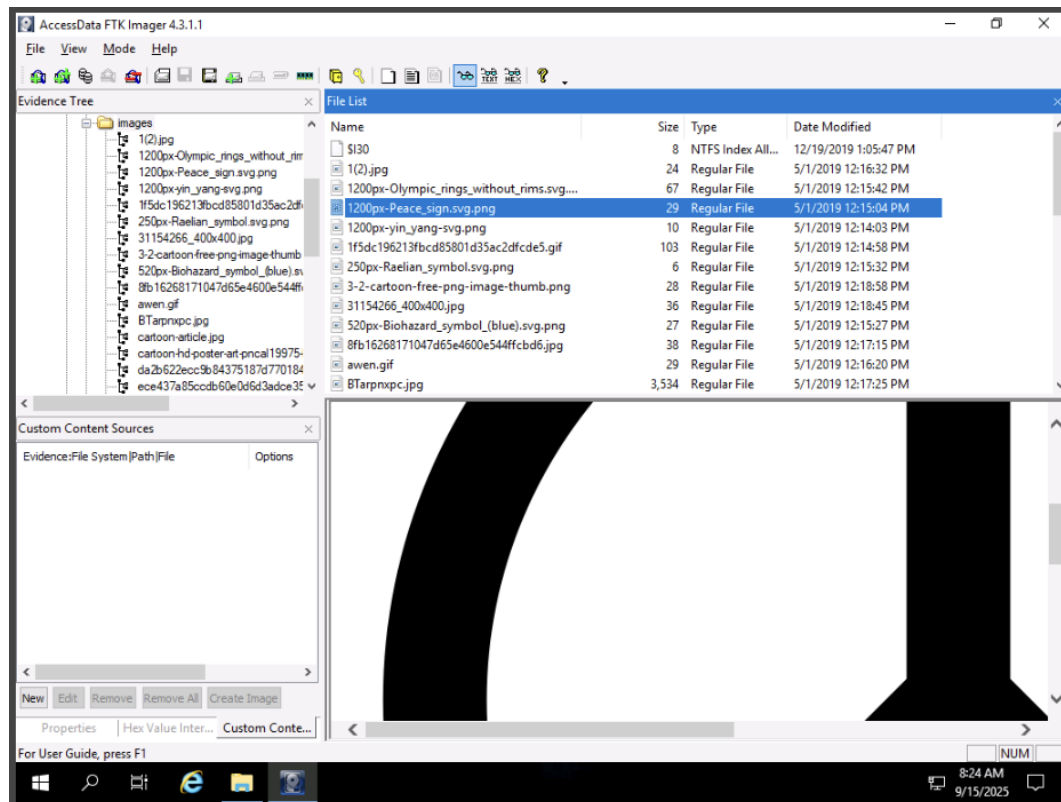 AccessData FTK Imager 4.3.1.1
File View Mode Help
Evidence Tree
images
1(2).jpg
1200px-Olympic_rings_without_rim
1200px-Peace_sign.svg.png
1200px-yin_yang-svg.png
1f5dc196213fbcd85801d35ac2dfc
250px-Raelian_symbol.svg.png
31154266_400x400.jpg
3-2-cartoon-free-png-image-thumb
520px-Biohazard_symbol_(blue).sv
8fb16268171047d65e4600e544ff
awen.gif
BTarpnxpc.jpg
cartoon-article.jpg
cartoon-hd-poster-art-pncal19975-
da2b622ecc9b84375187d770184
ece437a85ccdb60e0d6d3adce35
File List
Name Size Type Date Modified
$I30 8 NTFS Index All... 12/19/2019 1:05:47 PM
1(2).jpg 24 Regular File 5/1/2019 12:16:32 PM
1200px-Olympic_rings_without_rims.svg.... 67 Regular File 5/1/2019 12:15:42 PM
1200px-Peace_sign.svg.png 29 Regular File 5/1/2019 12:15:04 PM
1200px-yin_yang-svg.png 10 Regular File 5/1/2019 12:14:03 PM
1f5dc196213fbcd85801d35ac2dfcde5.gif 103 Regular File 5/1/2019 12:14:58 PM
250px-Raelian_symbol.svg.png 6 Regular File 5/1/2019 12:15:32 PM
3-2-cartoon-free-png-image-thumb.png 28 Regular File 5/1/2019 12:18:58 PM
31154266_400x400.jpg 36 Regular File 5/1/2019 12:18:45 PM
520px-Biohazard_symbol_(blue).svg.png 27 Regular File 5/1/2019 12:15:27 PM
8fb16268171047d65e4600e544ffcbd6.jpg 38 Regular File 5/1/2019 12:17:15 PM
awen.gif 29 Regular File 5/1/2019 12:16:20 PM
BTarpnxpc.jpg 3,534 Regular File 5/1/2019 12:17:25 PM
Custom Content Sources
Evidence:File System|Path|File Options
New Edit Remove Remove All Create Image
Properties Hex Value Inter... Custom Conte...
For User Guide, press F1
NUM
8:24 AM
9/15/2025